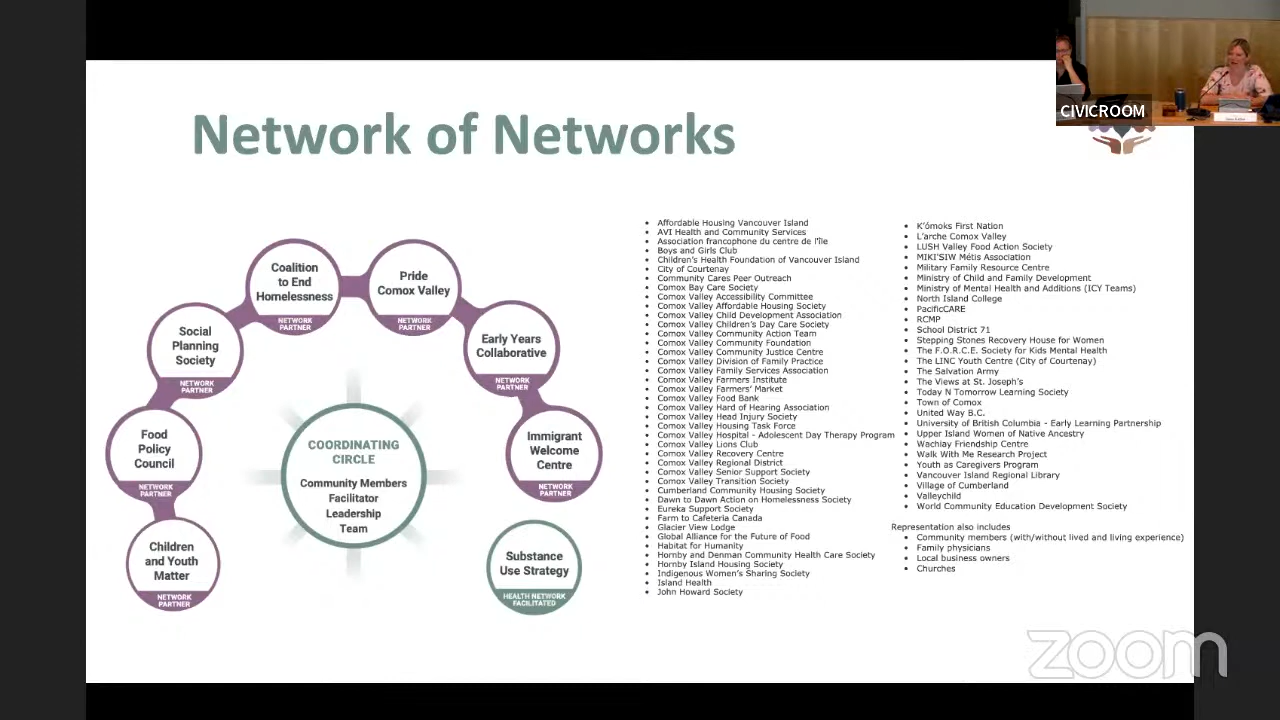 CIVICROOM
Network of Networks
Coalition
to End
Homelessness
NETWORK
PARTNER
Pride
Comox Valley
NETWORK
PARTNER
Social
Planning
Society
NETWORK
PARTNER
Early Years
Collaborative
NETWORK
PARTNER
Food
Policy
Council
NETWORK
PARTNER
Immigrant
Welcome
Centre
NETWORK
PARTNER
Children
and Youth
Matter
NETWORK
PARTNER
COORDINATING
CIRCLE
Community Members
Facilitator
Leadership
Team
Substance
Use Strategy
HEALTH NETWORK
FACILITATED
• Affordable Housing Vancouver Island
• AVI Health and Community Services
• Association francophone du centre de l'île
• Boys and Girls Club
• Children's Health Foundation of Vancouver Island
• City of Courtenay
• Community Cares Peer Outreach
• Comox Bay Care Society
• Comox Valley Accessibility Committee
• Comox Valley Affordable Housing Society
• Comox Valley Child Development Association
• Comox Valley Children's Day Care Society
• Comox Valley Community Action Team
• Comox Valley Community Foundation
• Comox Valley Community Justice Centre
• Comox Valley Division of Family Practice
• Comox Valley Family Services Association
• Comox Valley Farmers Institute
• Comox Valley Farmers' Market
• Comox Valley Food Bank
• Comox Valley Hard of Hearing Association
• Comox Valley Head Injury Society
• Comox Valley Housing Task Force
• Comox Valley Hospital - Adolescent Day Therapy Program
• Comox Valley Lions Club
• Comox Valley Recovery Centre
• Comox Valley Regional District
• Comox Valley Senior Support Society
• Comox Valley Transition Society
• Cumberland Community Housing Society
• Dawn to Dawn Action on Homelessness Society
• Eureka Support Society
• Farm to Cafeteria Canada
• Glacier View Lodge
• Global Alliance for the Future of Food
• Habitat for Humanity
• Hornby and Denman Community Health Care Society
• Hornby Island Housing Society
• Indigenous Women's Sharing Society
• Island Health
• John Howard Society
• K'ómoks First Nation
• L'arche Comox Valley
• LUSH Valley Food Action Society
• MIKI'SIW Métis Association
• Military Family Resource Centre
• Ministry of Child and Family Development
• Ministry of Mental Health and Additions (ICY Teams)
• North Island College
• PacificCARE
• RCMP
• School District 71
• Stepping Stones Recovery House for Women
• The F.O.R.C.E. Society for Kids Mental Health
• The LINC Youth Centre (City of Courtenay)
• The Salvation Army
• The Views at St. Joseph's
• Today N Tomorrow Learning Society
• Town of Comox
• United Way B.C.
• University of British Columbia - Early Learning Partnership
• Upper Island Women of Native Ancestry
• Wachiay Friendship Centre
• Walk With Me Research Project
• Youth as Caregivers Program
• Vancouver Island Regional Library
• Village of Cumberland
• Valleychild
• World Community Education Development Society
Representation also includes
• Community members (with/without lived and living experience)
• Family physicians
• Local business owners
• Churches
zoom